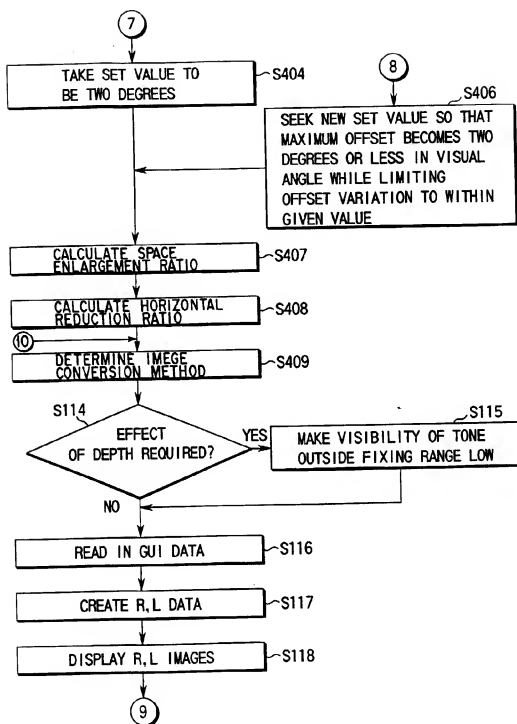 7
TAKE SET VALUE TO
BE TWO DEGREES
S404
8
S406
SEEK NEW SET VALUE SO THAT
MAXIMUM OFFSET BECOMES TWO
DEGREES OR LESS IN VISUAL
ANGLE WHILE LIMITING
OFFSET VARIATION TO WITHIN
GIVEN VALUE
CALCULATE SPACE
ENLARGEMENT RATIO
S407
CALCULATE HORIZONTAL
REDUCTION RATIO
S408
10
DETERMINE IMEGE
CONVERSION METHOD
S409
S114
EFFECT
OF DEPTH REQUIRED?
YES
S115
MAKE VISIBILITY OF TONE
OUTSIDE FIXING RANGE LOW
NO
READ IN GUI DATA
S116
CREATE R,L DATA
S117
DISPLAY R,L IMAGES
S118
9